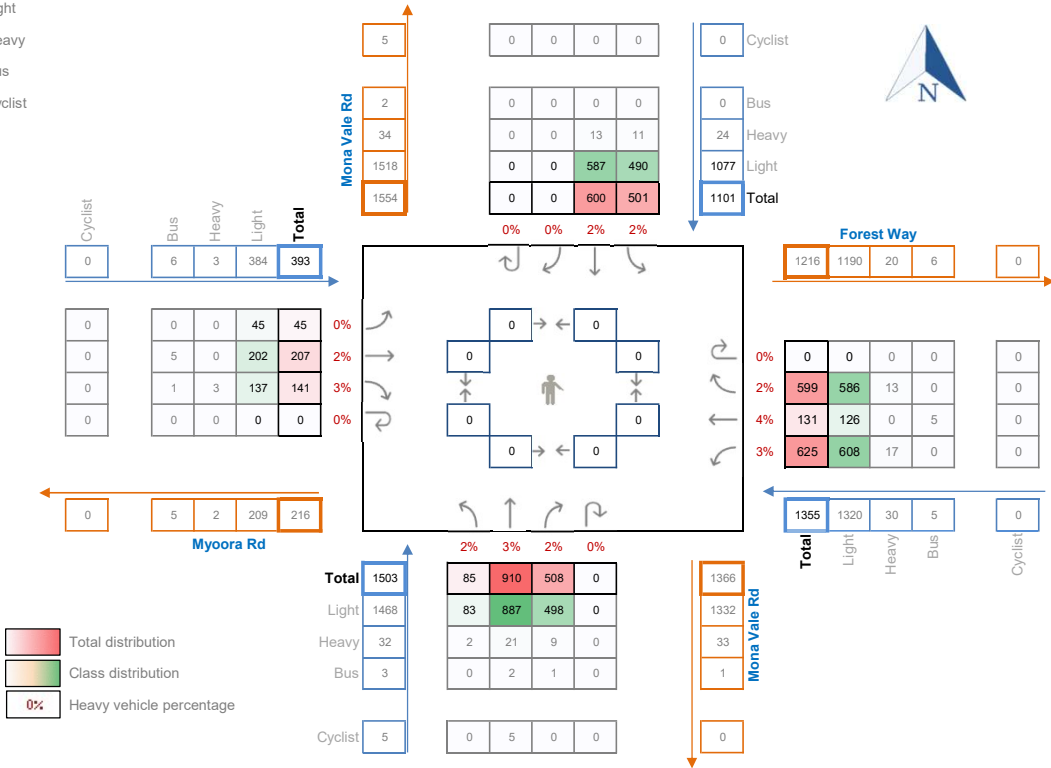 ght
eavy
us
clist
5 0 0 0 0 0 Cyclist
N
Mona Vale Rd
2 0 0 0 0 0 Bus
34 0 0 13 11 24 Heavy
1518 0 0 587 490 1077 Light
1554 0 0 600 501 1101 Total
0% 0% 2% 2%
Cyclist Bus Heavy Light Total
Forest Way
0 6 3 384 393
1216 1190 20 6 0
0 0 0 45 45 0%
0 5 0 202 207 2%
0 1 3 137 141 3%
0 0 0 0 0 0%
0 0
0 0
0 0
0 0
0% 0 0 0 0 0
2% 599 586 13 0 0
4% 131 126 0 5 0
3% 625 608 17 0 0
0 5 2 209 216
Myoora Rd
1355 1320 30 5 0
Total Light Heavy Bus Cyclist
2% 3% 2% 0%
Total 1503 85 910 508 0 1366
Light 1468 83 887 498 0 1332
Heavy 32 2 21 9 0 33
Bus 3 0 2 1 0 1
Mona Vale Rd
Cyclist 5 0 5 0 0 0
Total distribution
Class distribution
0% Heavy vehicle percentage